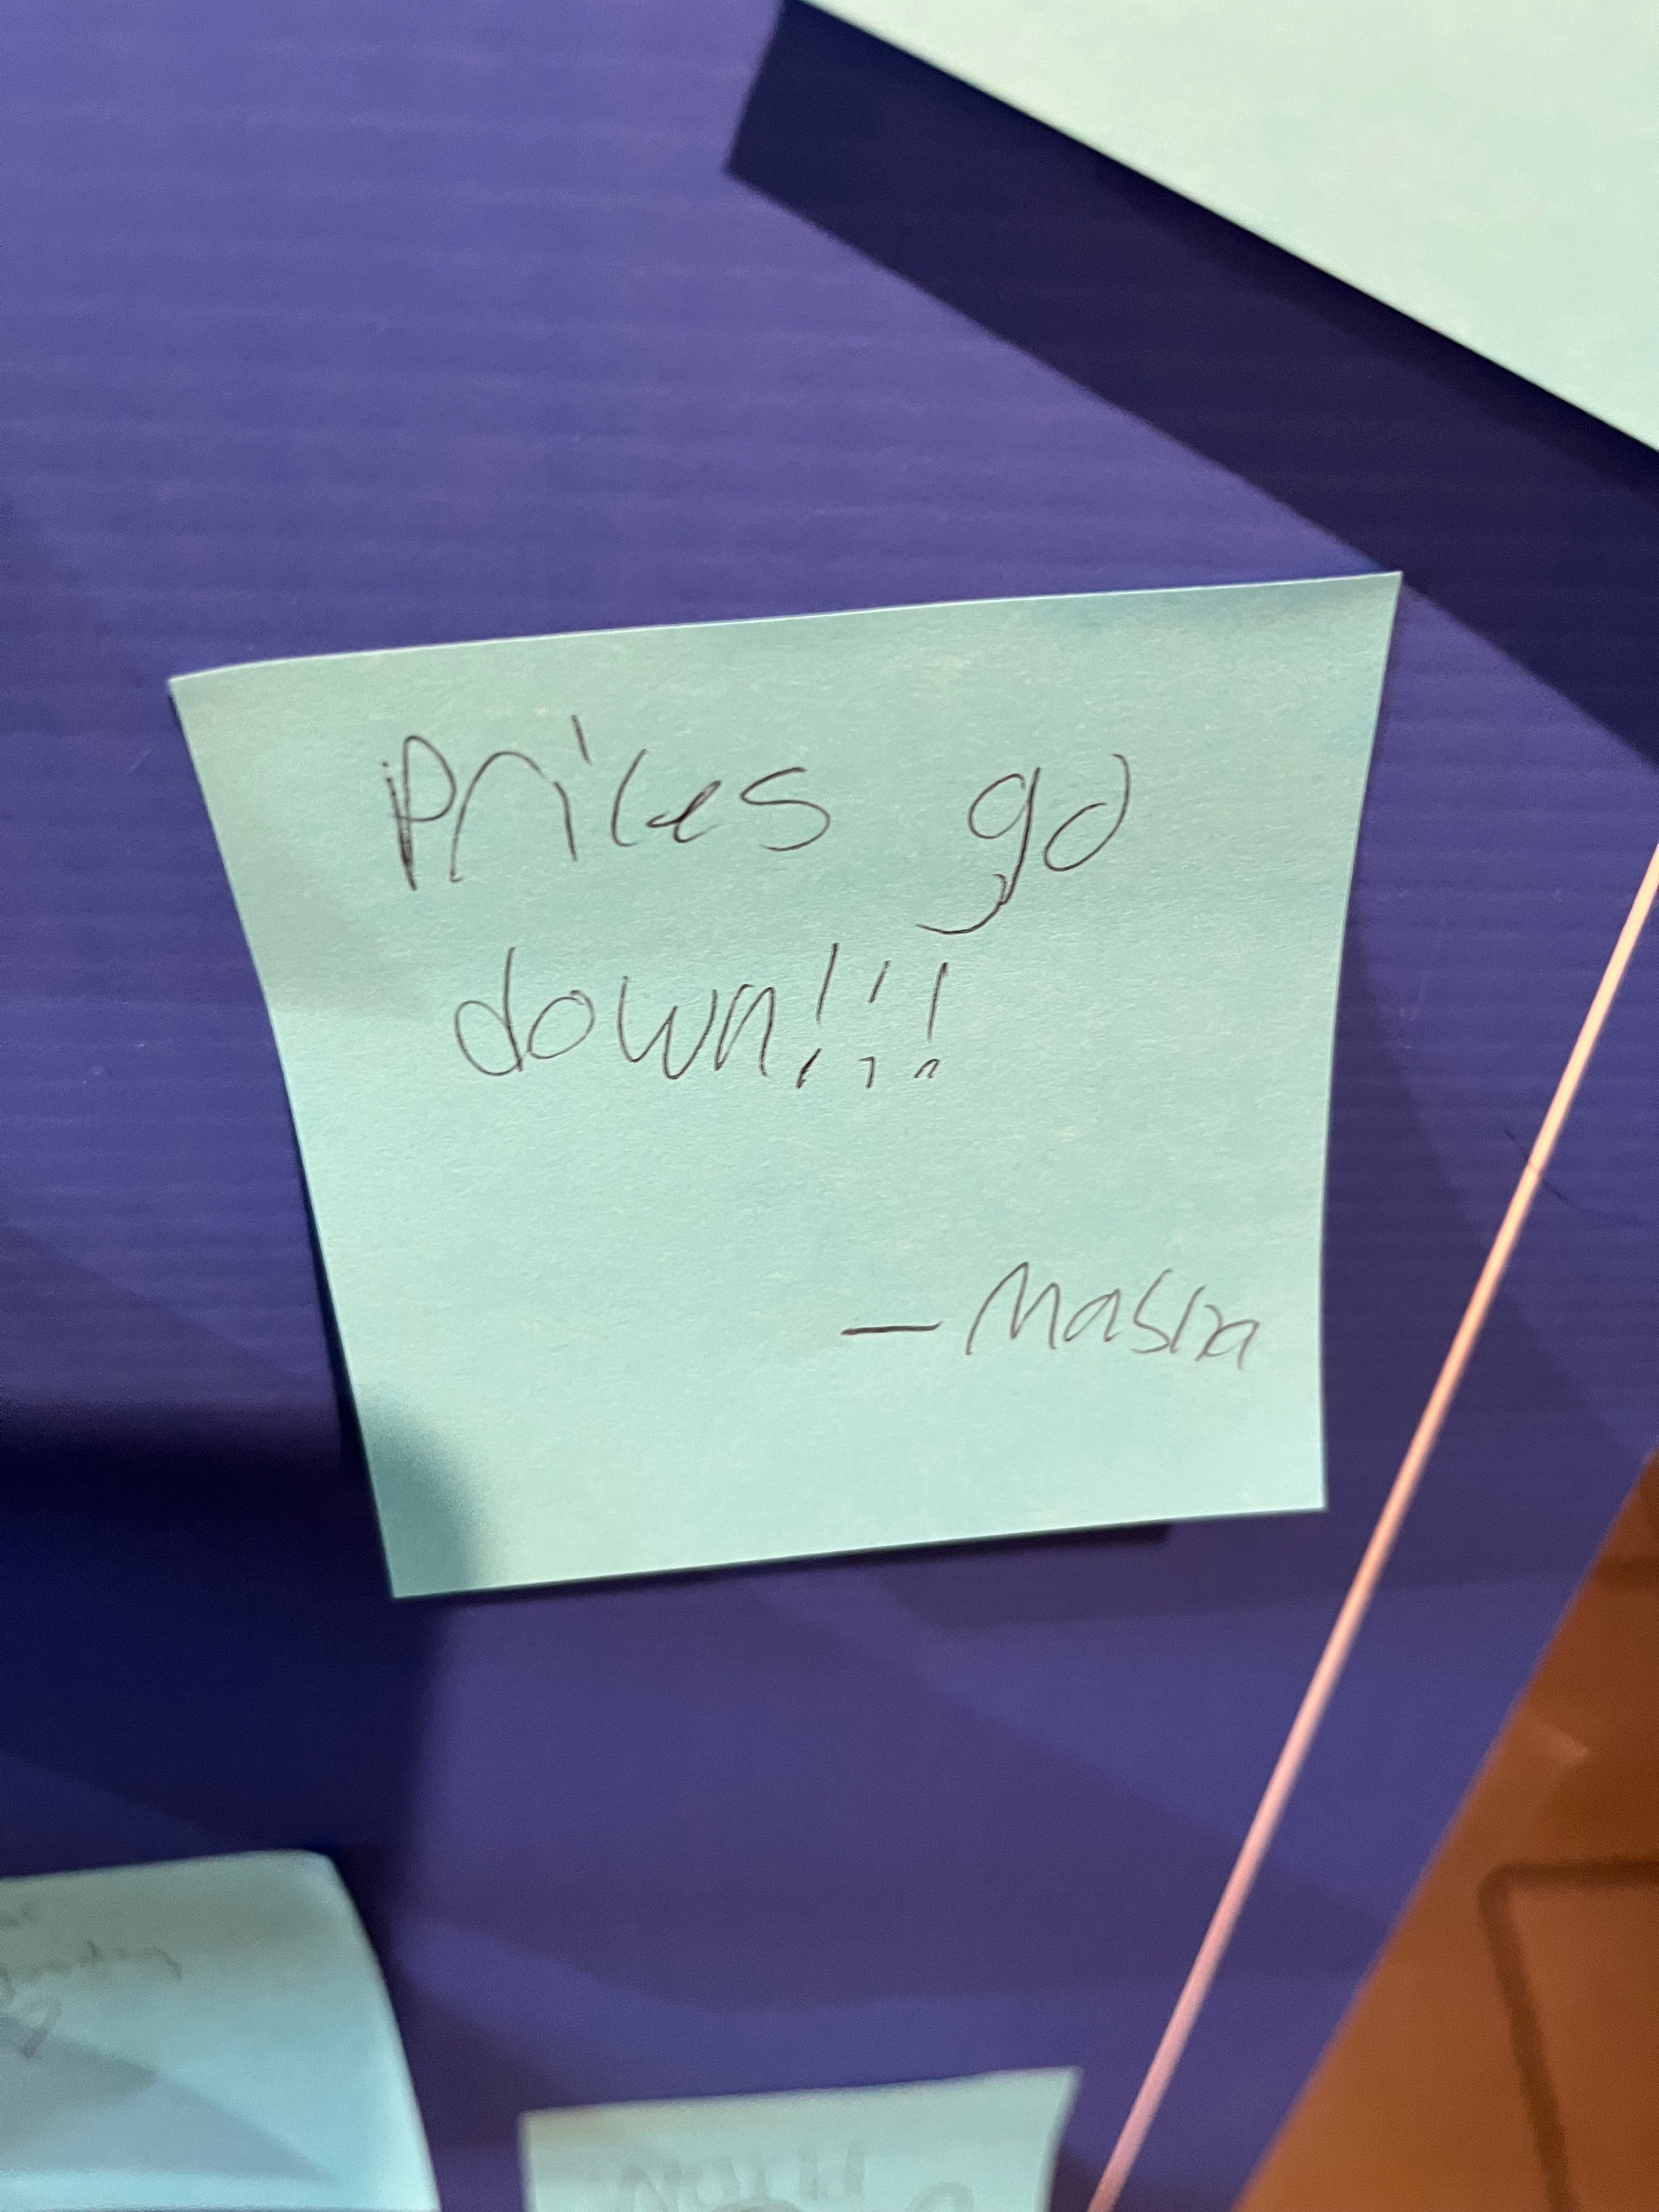 Prices go
down!!!
— Masha